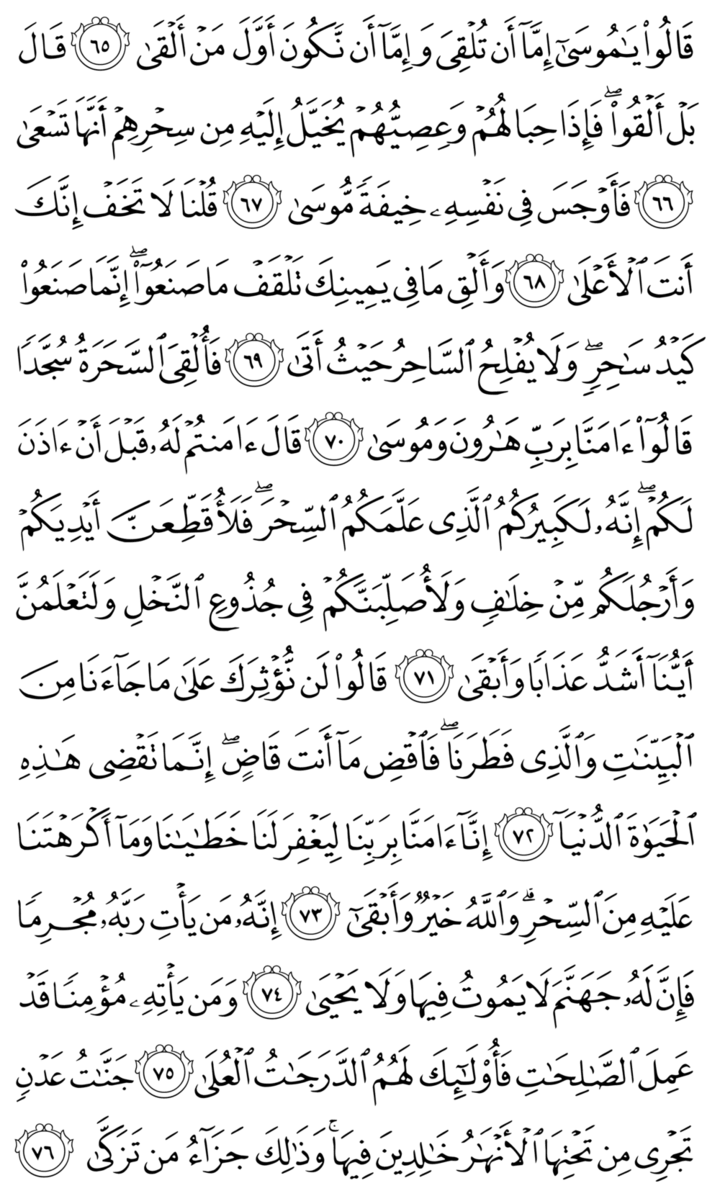 قَالُوا۟ يَـٰمُوسَىٰٓ إِمَّآ أَن تُلْقِىَ وَإِمَّآ أَن نَّكُونَ أَوَّلَ مَنْ أَلْقَىٰ ٦٥ قَالَ
بَلْ أَلْقُوا۟ ۖ فَإِذَا حِبَالُهُمْ وَعِصِيُّهُمْ يُخَيَّلُ إِلَيْهِ مِن سِحْرِهِمْ أَنَّهَا تَسْعَىٰ
٦٦ فَأَوْجَسَ فِى نَفْسِهِۦ خِيفَةً مُّوسَىٰ ٦٧ قُلْنَا لَا تَخَفْ إِنَّكَ
أَنتَ ٱلْأَعْلَىٰ ٦٨ وَأَلْقِ مَا فِى يَمِينِكَ تَلْقَفْ مَا صَنَعُوٓا۟ ۖ إِنَّمَا صَنَعُوا۟
كَيْدُ سَـٰحِرٍ ۖ وَلَا يُفْلِحُ ٱلسَّاحِرُ حَيْثُ أَتَىٰ ٦٩ فَأُلْقِىَ ٱلسَّحَرَةُ سُجَّدًا
قَالُوٓا۟ ءَامَنَّا بِرَبِّ هَـٰرُونَ وَمُوسَىٰ ٧٠ قَالَ ءَامَنتُمْ لَهُۥ قَبْلَ أَنْ ءَاذَنَ
لَكُمْ ۖ إِنَّهُۥ لَكَبِيرُكُمُ ٱلَّذِى عَلَّمَكُمُ ٱلسِّحْرَ ۖ فَلَأُقَطِّعَنَّ أَيْدِيَكُمْ
وَأَرْجُلَكُم مِّنْ خِلَـٰفٍ وَلَأُصَلِّبَنَّكُمْ فِى جُذُوعِ ٱلنَّخْلِ وَلَتَعْلَمُنَّ
أَيُّنَآ أَشَدُّ عَذَابًا وَأَبْقَىٰ ٧١ قَالُوا۟ لَن نُّؤْثِرَكَ عَلَىٰ مَا جَآءَنَا مِنَ
ٱلْبَيِّنَـٰتِ وَٱلَّذِى فَطَرَنَا ۖ فَٱقْضِ مَآ أَنتَ قَاضٍ ۖ إِنَّمَا تَقْضِى هَـٰذِهِ
ٱلْحَيَوٰةَ ٱلدُّنْيَآ ٧٢ إِنَّآ ءَامَنَّا بِرَبِّنَا لِيَغْفِرَ لَنَا خَطَـٰيَـٰنَا وَمَآ أَكْرَهْتَنَا
عَلَيْهِ مِنَ ٱلسِّحْرِ ۗ وَٱللَّهُ خَيْرٌ وَأَبْقَىٰٓ ٧٣ إِنَّهُۥ مَن يَأْتِ رَبَّهُۥ مُجْرِمًا
فَإِنَّ لَهُۥ جَهَنَّمَ لَا يَمُوتُ فِيهَا وَلَا يَحْيَىٰ ٧٤ وَمَن يَأْتِهِۦ مُؤْمِنًا قَدْ
عَمِلَ ٱلصَّـٰلِحَـٰتِ فَأُو۟لَـٰٓئِكَ لَهُمُ ٱلدَّرَجَـٰتُ ٱلْعُلَىٰ ٧٥ جَنَّـٰتُ عَدْنٍ
تَجْرِى مِن تَحْتِهَا ٱلْأَنْهَـٰرُ خَـٰلِدِينَ فِيهَا ۚ وَذَٰلِكَ جَزَآءُ مَن تَزَكَّىٰ ٧٦